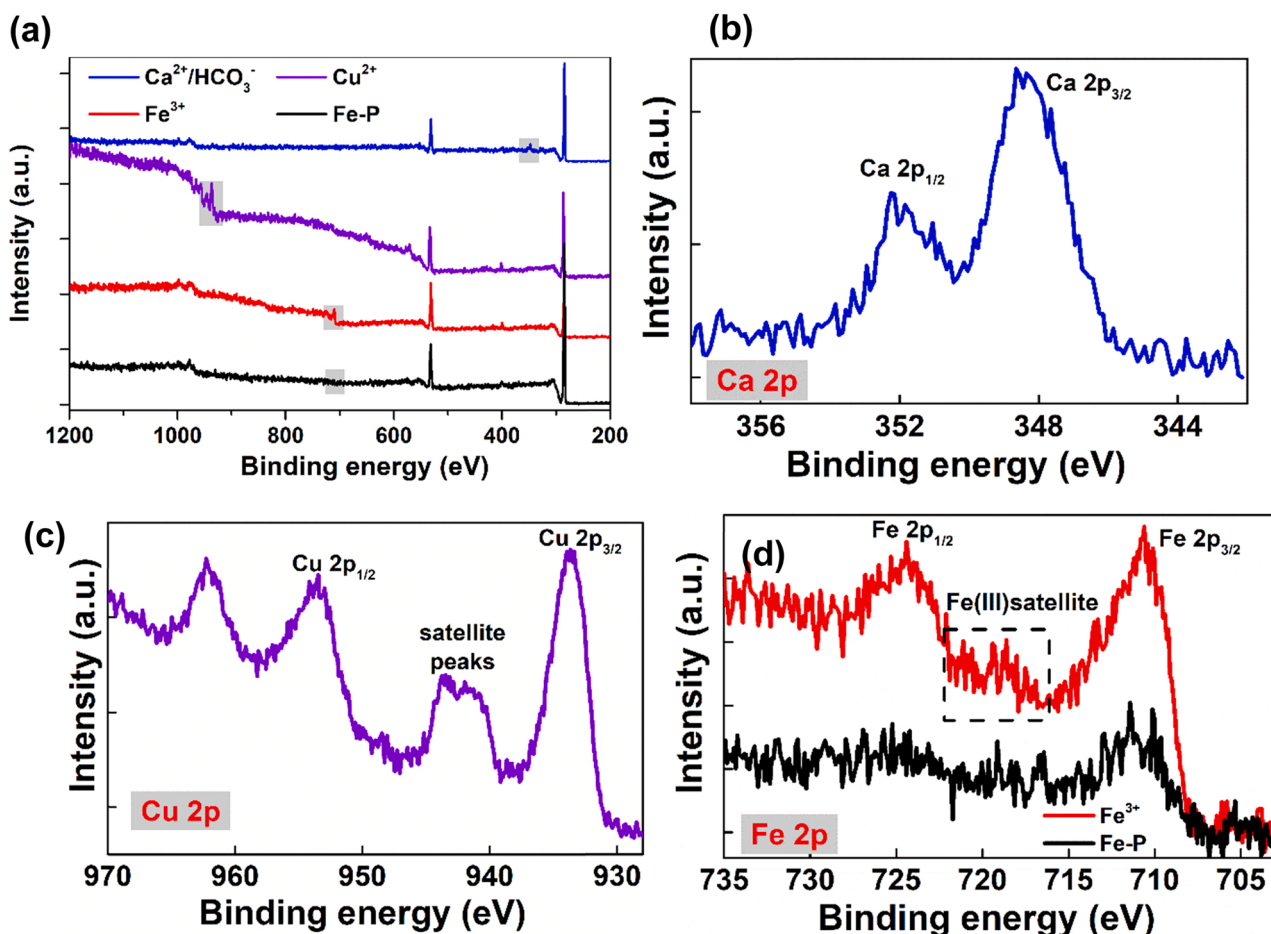 (a)
Ca²⁺/HCO₃⁻ Cu²⁺
Fe³⁺ Fe-P
Intensity (a.u.)
1200 1000 800 600 400 200
Binding energy (eV)
(b)
Ca 2p₃/₂
Ca 2p₁/₂
Intensity (a.u.)
Ca 2p
356 352 348 344
Binding energy (eV)
(c)
Cu 2p₃/₂
Cu 2p₁/₂
satellite
peaks
Intensity (a.u.)
Cu 2p
970 960 950 940 930
Binding energy (eV)
(d)
Fe 2p₁/₂
Fe 2p₃/₂
Fe(III)satellite
Intensity (a.u.)
Fe³⁺
Fe-P
Fe 2p
735 730 725 720 715 710 705
Binding energy (eV)